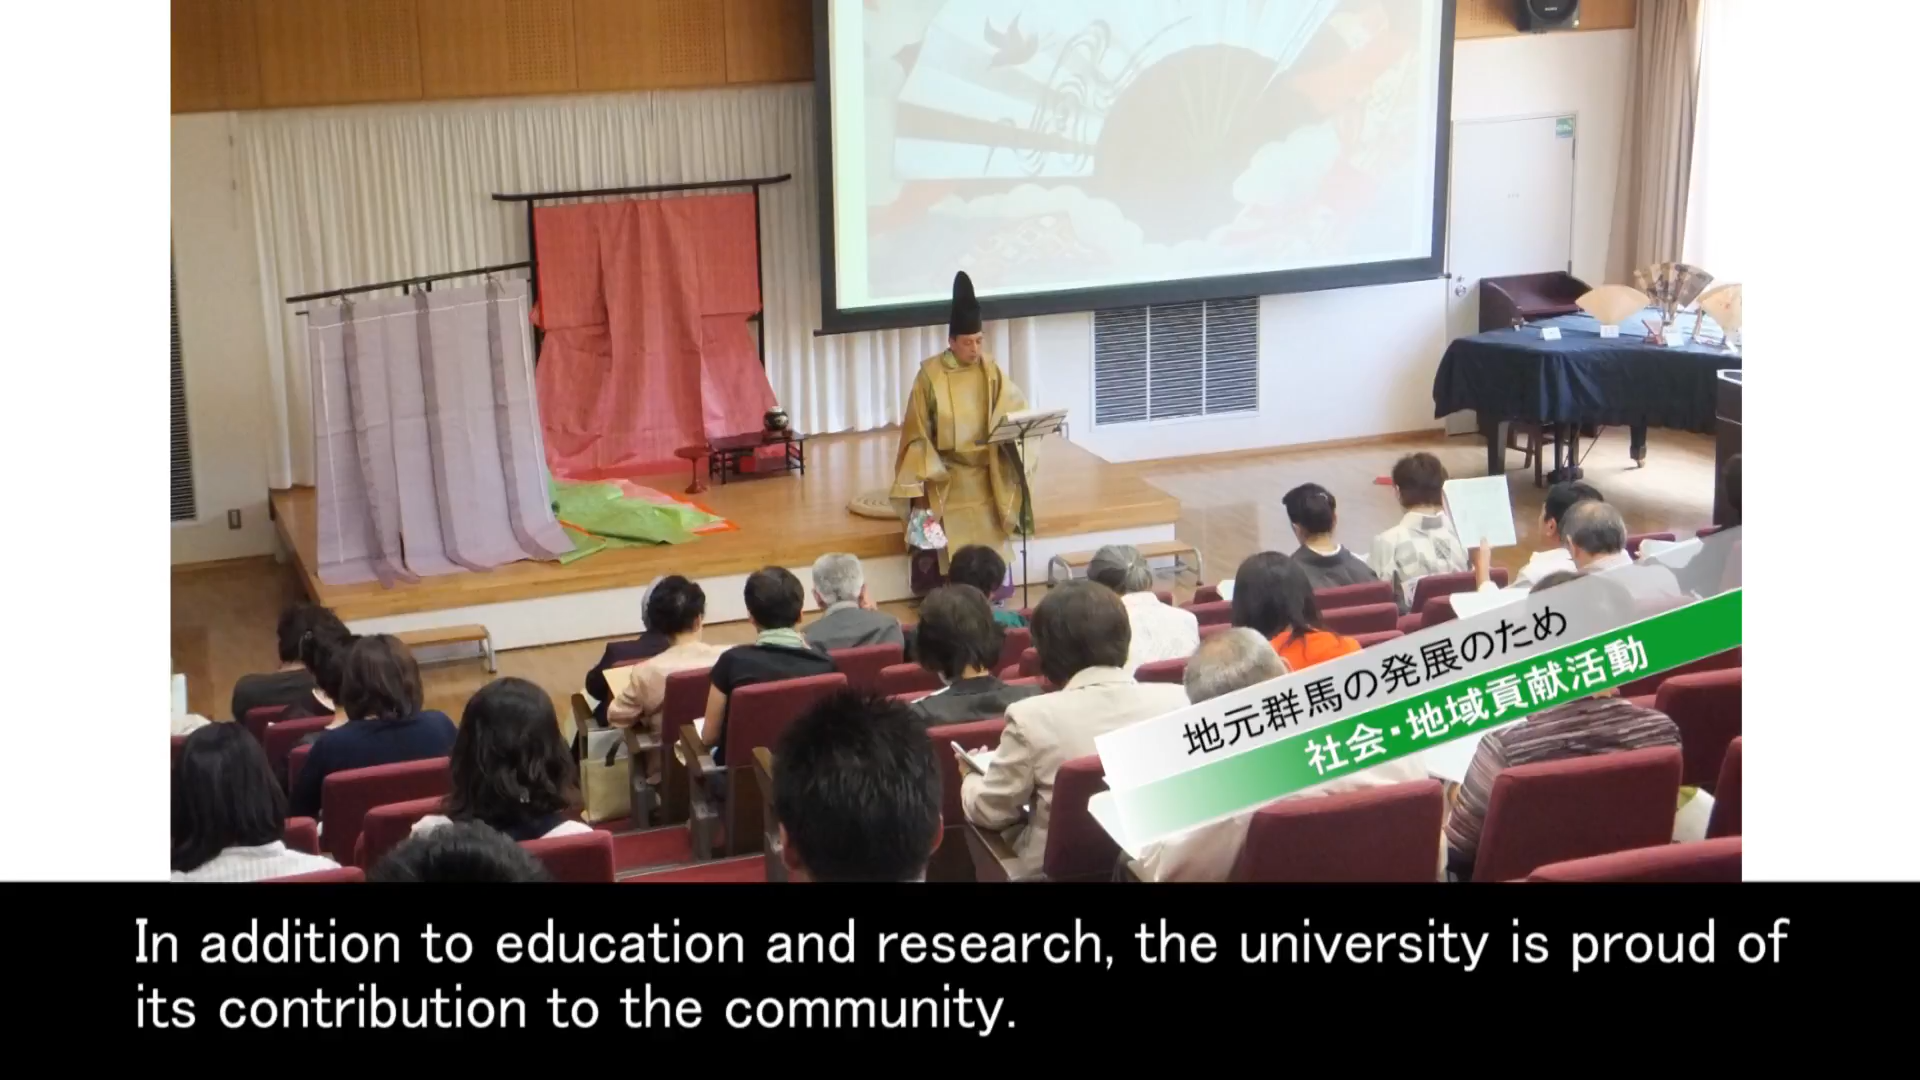 地元群馬の発展のため
社会・地域貢献活動
In addition to education and research, the university is proud of
its contribution to the community.